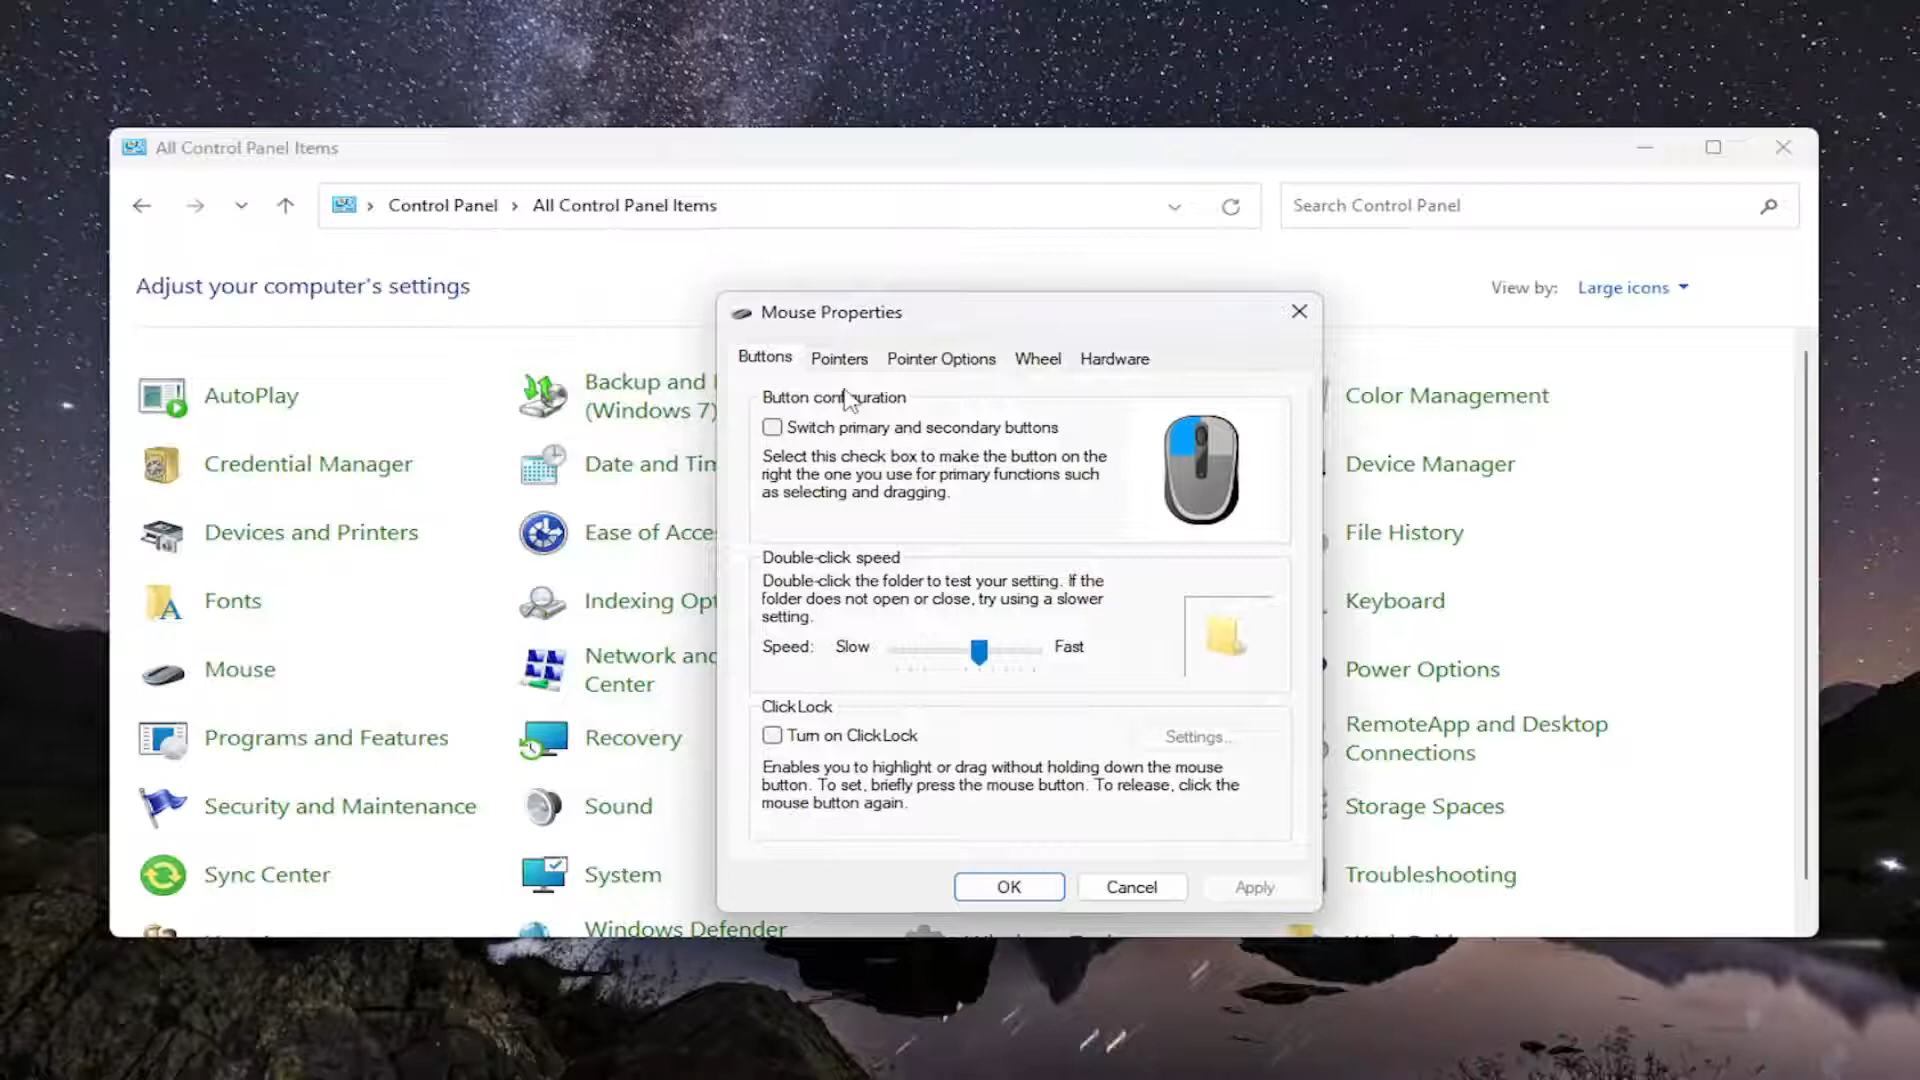 All Control Panel Items
Control Panel > All Control Panel Items
Search Control Panel
Adjust your computer's settings
View by: Large icons
AutoPlay
Backup and
(Windows 7)
Color Management
Credential Manager
Date and Tim
Device Manager
Devices and Printers
Ease of Acce
File History
Fonts
Indexing Opt
Keyboard
Mouse
Network and
Center
Power Options
Programs and Features
Recovery
RemoteApp and Desktop
Connections
Security and Maintenance
Sound
Storage Spaces
Sync Center
System
Troubleshooting
Windows Defender
Mouse Properties
Buttons Pointers Pointer Options Wheel Hardware
Button configuration
Switch primary and secondary buttons
Select this check box to make the button on the
right the one you use for primary functions such
as selecting and dragging.
Double-click speed
Double-click the folder to test your setting. If the
folder does not open or close, try using a slower
setting.
Speed: Slow Fast
ClickLock
Turn on ClickLock
Settings...
Enables you to highlight or drag without holding down the mouse
button. To set, briefly press the mouse button. To release, click the
mouse button again.
OK Cancel Apply